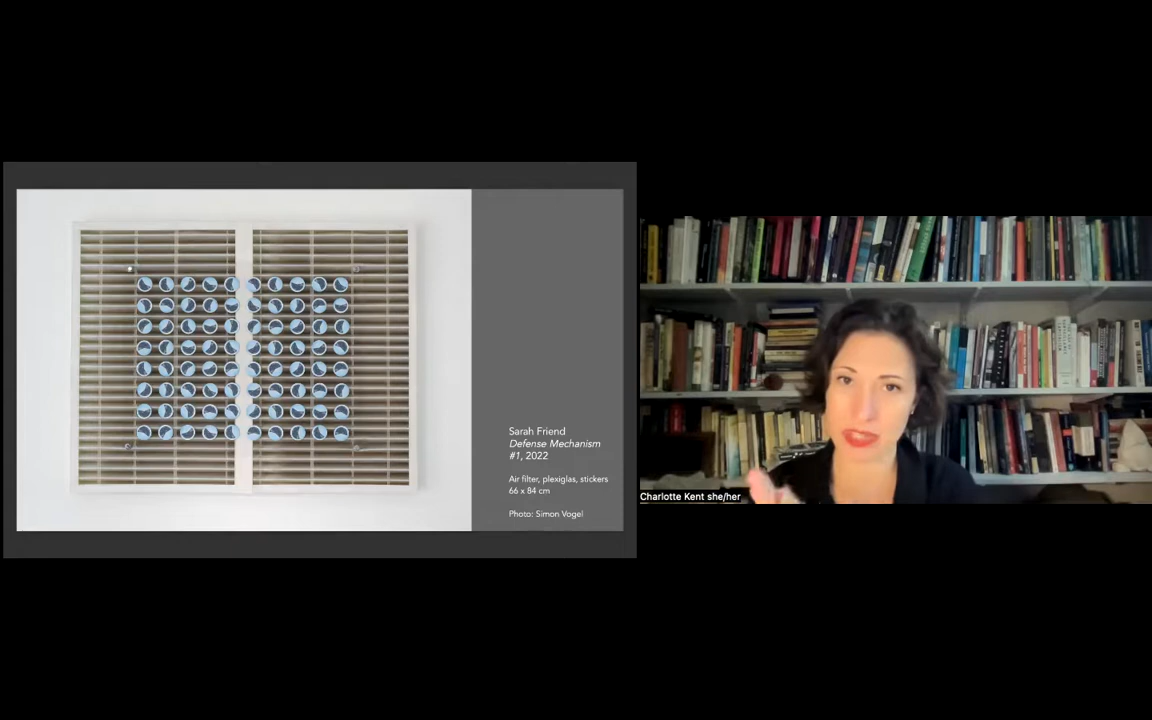 Sarah Friend
Defense Mechanism
#1, 2022
Air filter, plexiglas, stickers
66 x 84 cm
Photo: Simon Vogel
Charlotte Kent she/her